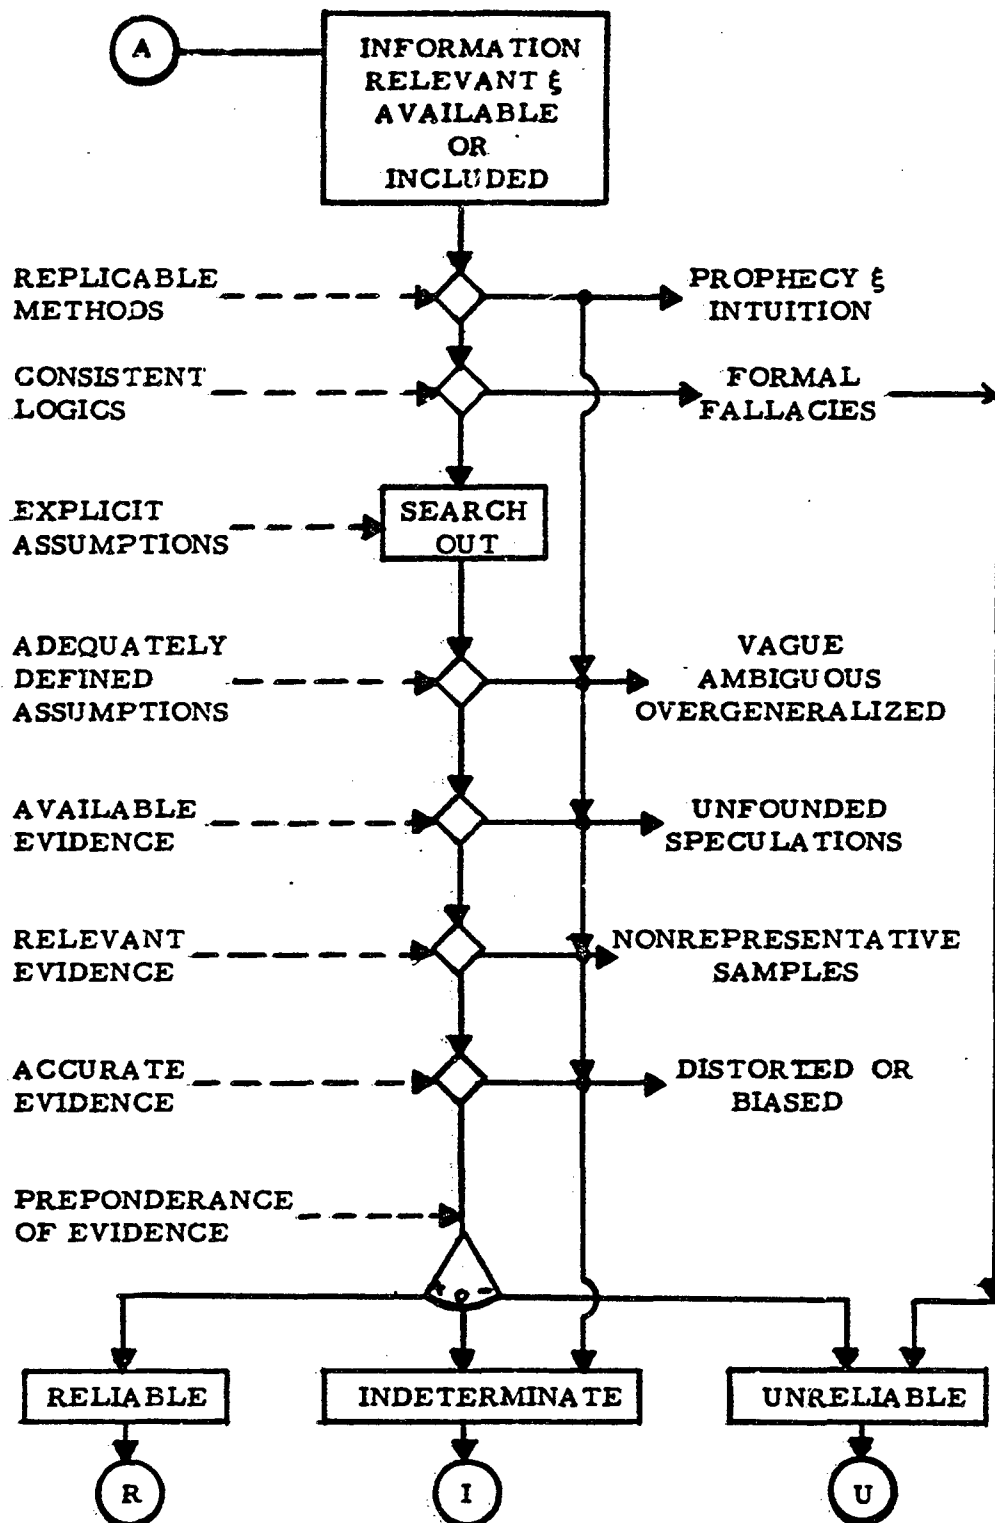 A
INFORMATION
RELEVANT &
AVAILABLE
OR
INCLUDED
REPLICABLE
METHODS
PROPHECY &
INTUITION
CONSISTENT
LOGICS
FORMAL
FALLACIES
EXPLICIT
ASSUMPTIONS
SEARCH
OUT
ADEQUATELY
DEFINED
ASSUMPTIONS
VAGUE
AMBIGUOUS
OVERGENERALIZED
AVAILABLE
EVIDENCE
UNFOUNDED
SPECULATIONS
RELEVANT
EVIDENCE
NONREPRESENTATIVE
SAMPLES
ACCURATE
EVIDENCE
DISTORTED OR
BIASED
PREPONDERANCE
OF EVIDENCE
RELIABLE
INDETERMINATE
UNRELIABLE
R
I
U